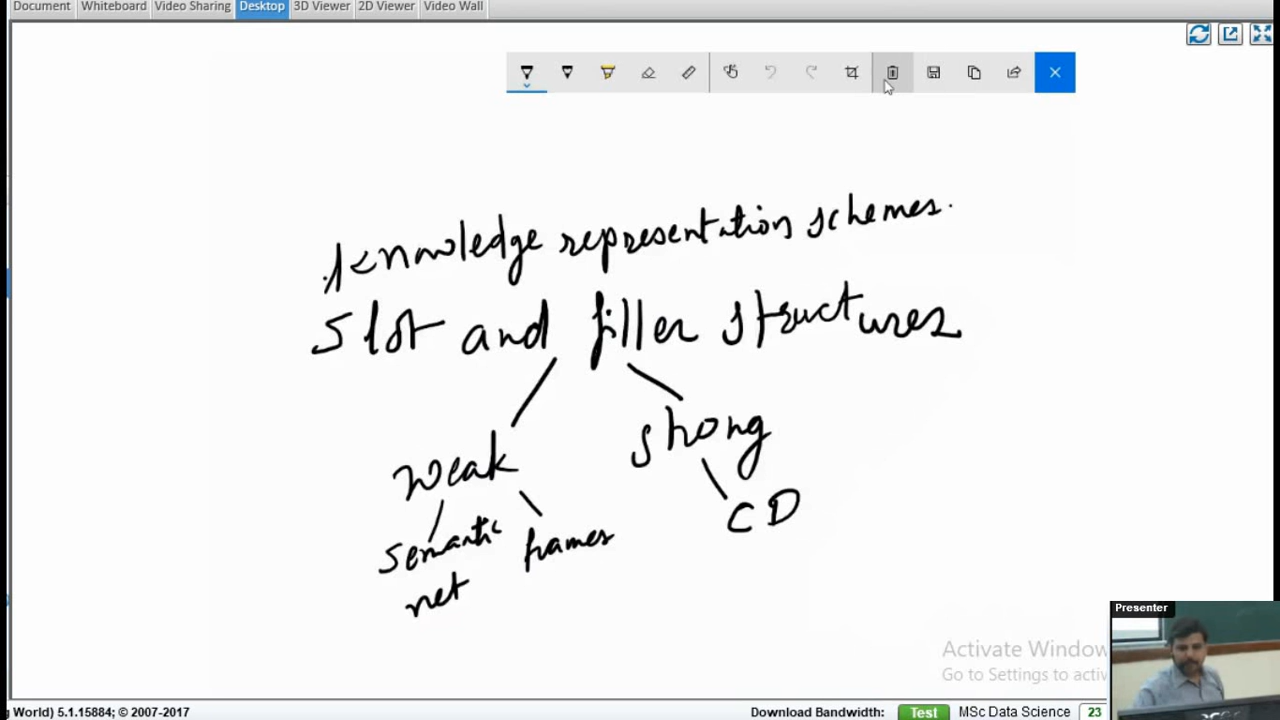 Document Whiteboard Video Sharing Desktop 3D Viewer 2D Viewer Video Wall
knowledge representation schemes.
Slot and filler structures
weak strong
semantic frames CD
net
Presenter
Activate Window
Go to Settings to activ
g World) 5.1.15884; © 2007-2017 Download Bandwidth: Test MSc Data Science 23